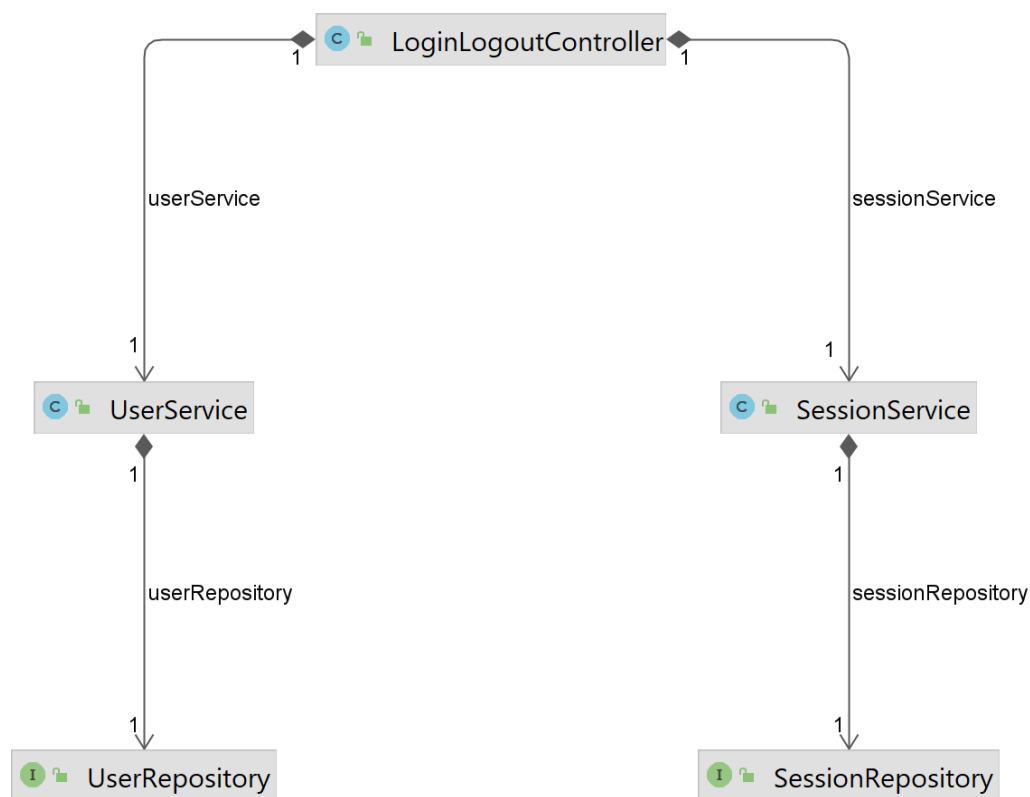 C LoginLogoutController
1 1
userService sessionService
1 1
C UserService C SessionService
1 1
userRepository sessionRepository
1 1
I UserRepository I SessionRepository